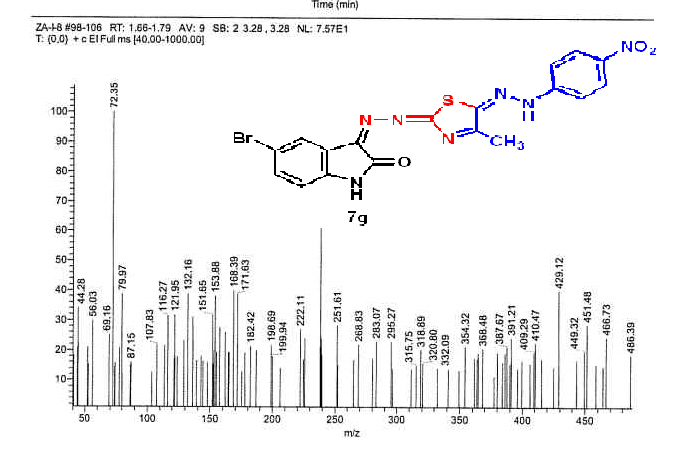 Time (min)
ZA-I-8 #98-106 RT: 1.66-1.79 AV: 9 SB: 2 3.28 , 3.28 NL: 7.57E1
T: {0,0} + c EI Full ms [40.00-1000.00]
72.35
NO2
S
N
N
H
N
N
N
CH3
Br
O
N
H
7g
100
90
80
70
60
50
40
30
20
10
44.28
56.03
69.16
79.97
87.15
107.83
116.27
121.95
132.16
151.65
153.88
168.39
171.63
182.42
198.69
199.94
222.11
251.61
268.83
283.07
295.27
315.75
318.89
320.80
332.09
354.32
368.48
387.67
391.21
409.29
410.47
429.12
449.32
451.48
466.73
486.39
50 100 150 200 250 300 350 400 450
m/z